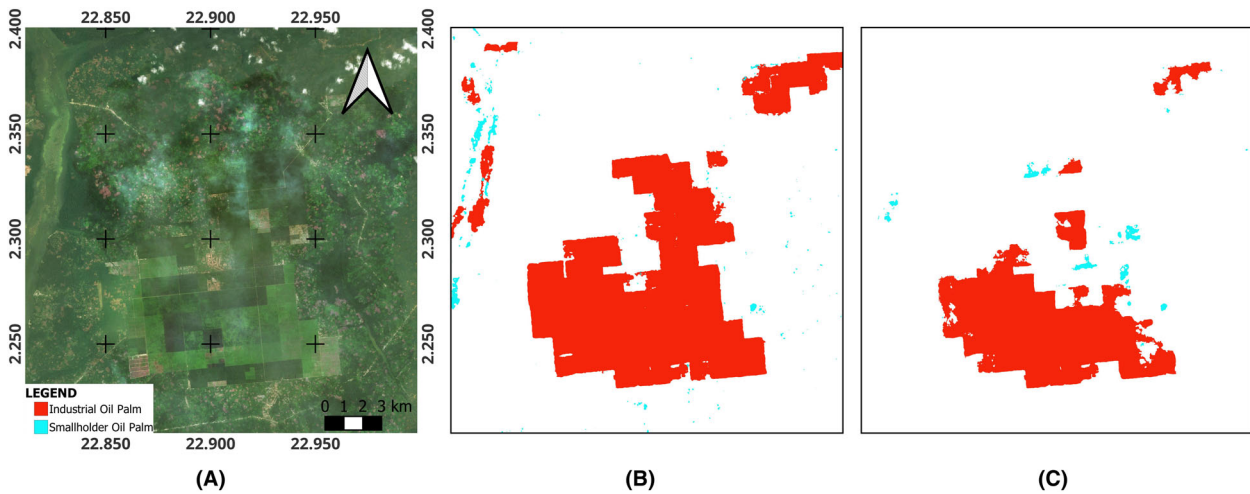 22.850 22.900 22.950
2.400
2.350
2.300
2.250
LEGEND
Industrial Oil Palm
Smallholder Oil Palm
0 1 2 3 km
22.850 22.900 22.950
2.400
2.350
2.300
2.250
(A) (B) (C)